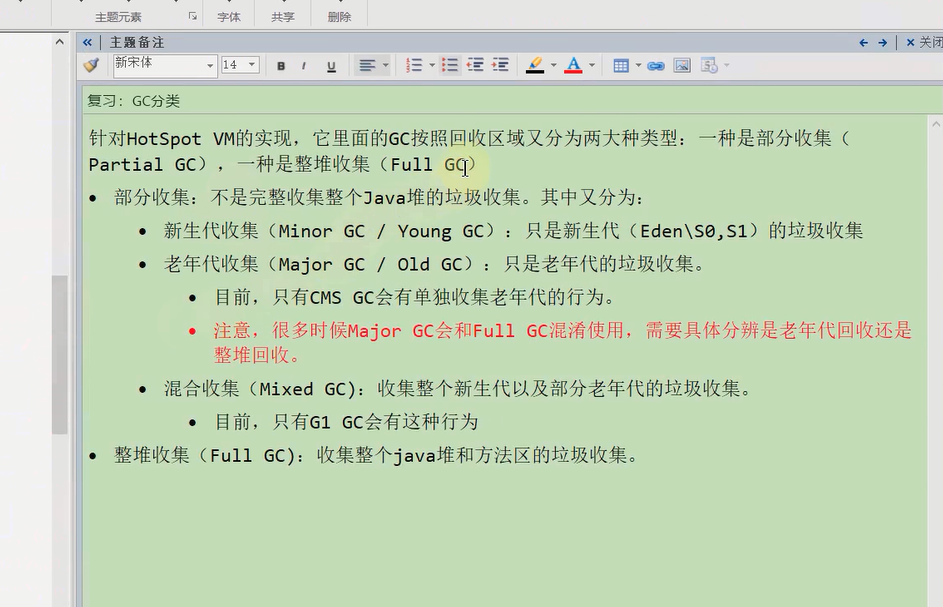 主题元素
字体
共享
删除
主题备注
关闭
新宋体
14
B
I
U
A
复习：GC分类
针对HotSpot VM的实现，它里面的GC按照回收区域又分为两大种类型：一种是部分收集（
Partial GC），一种是整堆收集（Full GC）
• 部分收集：不是完整收集整个Java堆的垃圾收集。其中又分为：
• 新生代收集（Minor GC / Young GC）：只是新生代（Eden\S0,S1）的垃圾收集
• 老年代收集（Major GC / Old GC）：只是老年代的垃圾收集。
• 目前，只有CMS GC会有单独收集老年代的行为。
• 注意，很多时候Major GC会和Full GC混淆使用，需要具体分辨是老年代回收还是
整堆回收。
• 混合收集（Mixed GC)：收集整个新生代以及部分老年代的垃圾收集。
• 目前，只有G1 GC会有这种行为
• 整堆收集（Full GC)：收集整个java堆和方法区的垃圾收集。